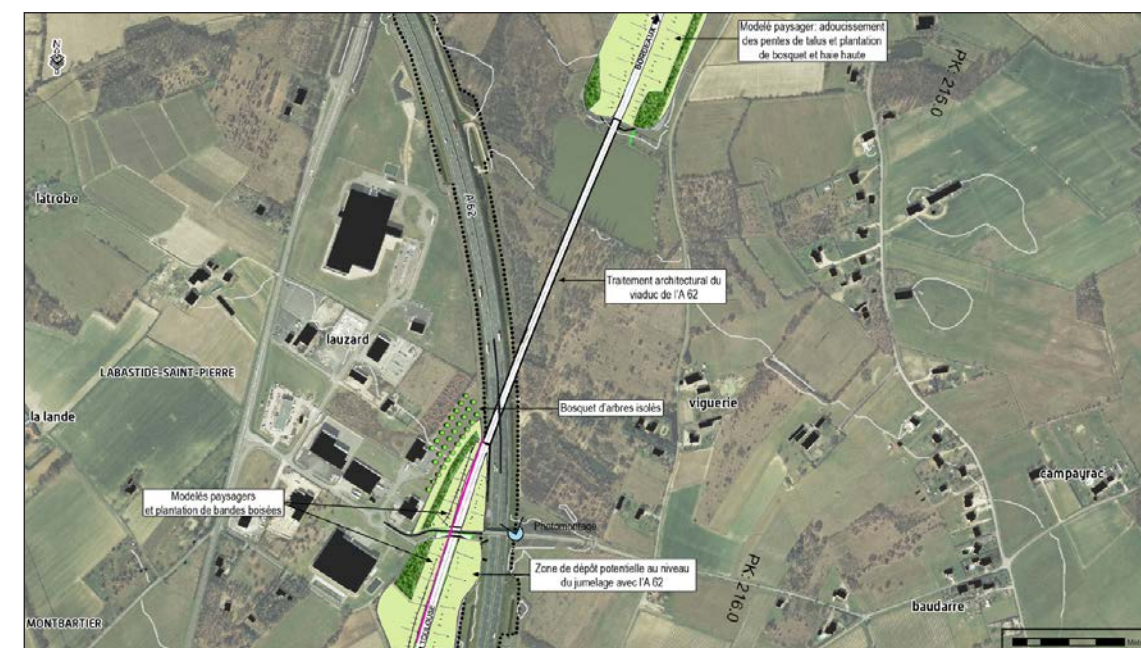 Modelé paysager: adoucissement
des pentes de talus et plantation
de bosquet et haie haute
BORDEAUX
PK: 215.0
latrobe
A 62
Traitement architectural du
viaduc de l'A 62
lauzard
LABASTIDE-SAINT-PIERRE
la lande
Bosquet d'arbres isolés
viguerie
campayrac
Modelés paysagers
et plantation de bandes boisées
Photomontage
Zone de dépôt potentielle au niveau
du jumelage avec l'A 62
PK: 216.0
baudarre
MONTBARTIER
TOULOUSE